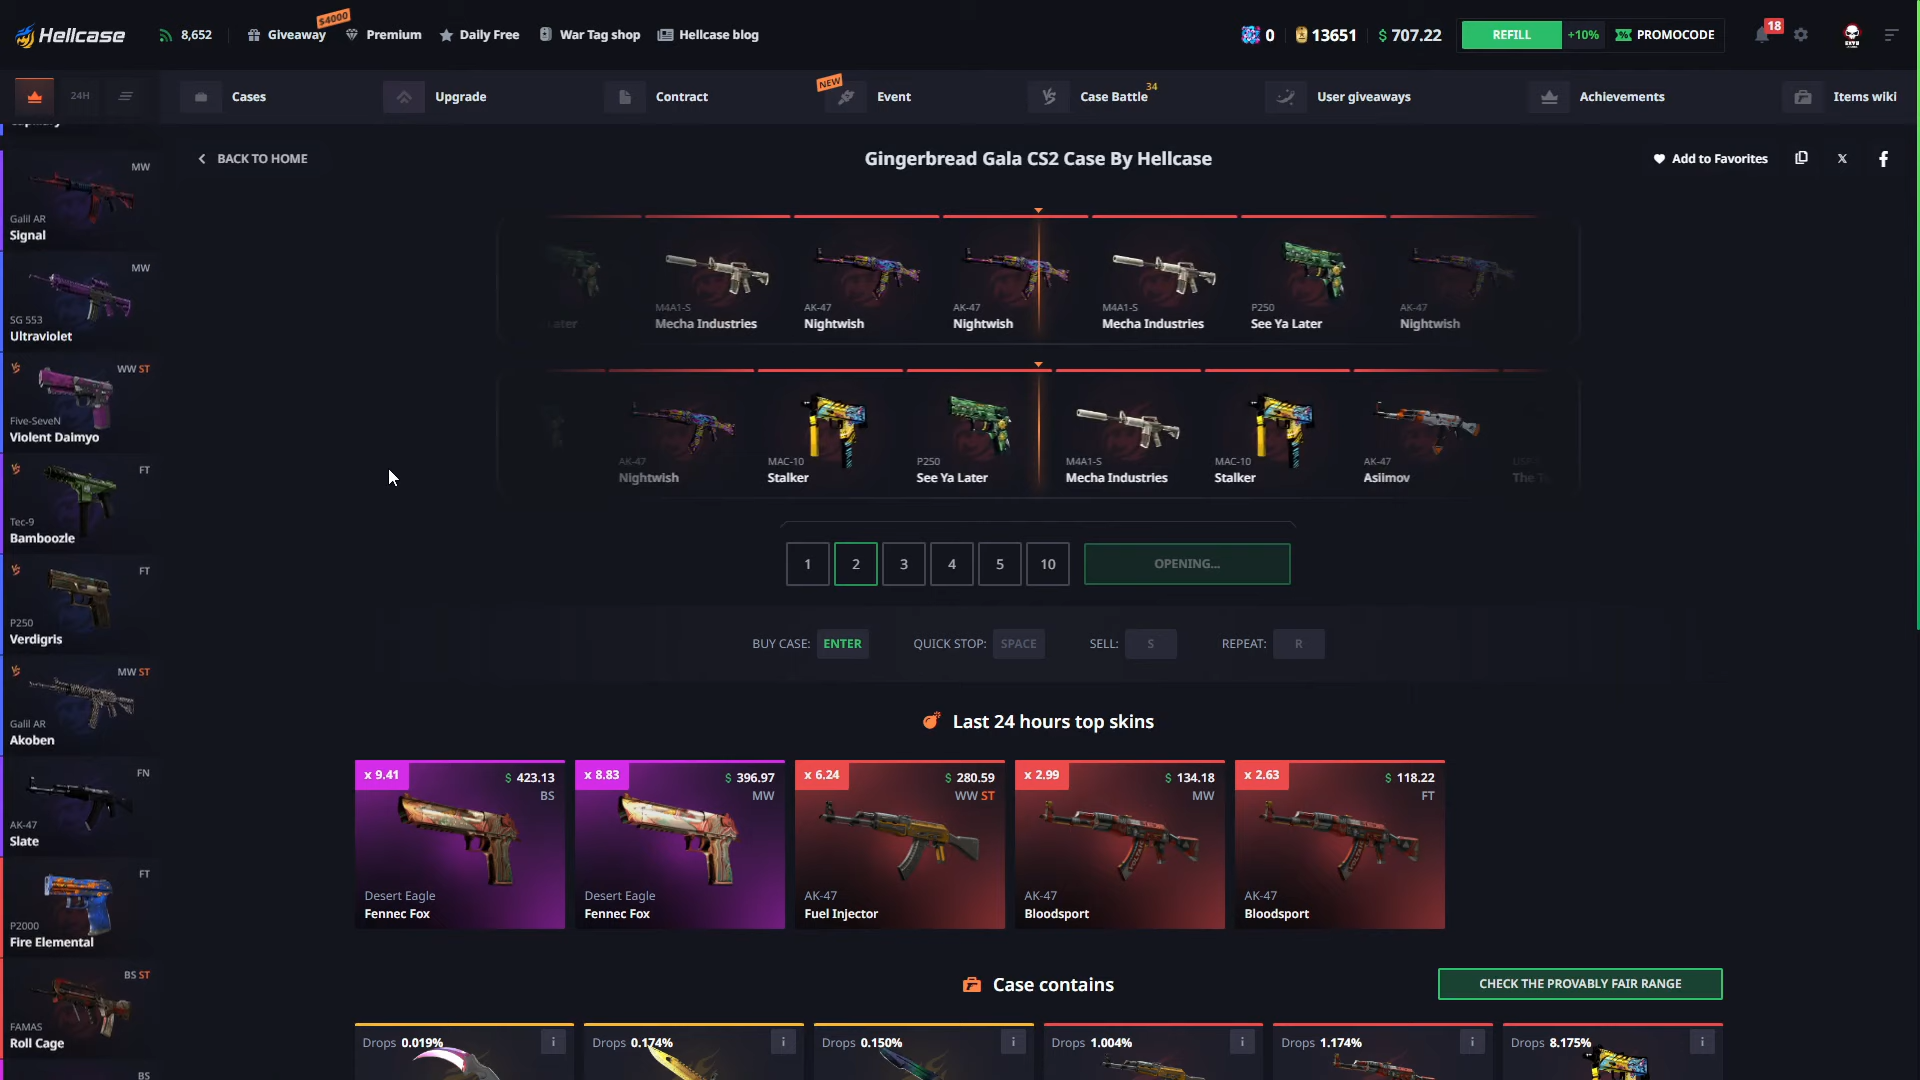 Hellcase
8,652
Giveaway
$4000
Premium
Daily Free
War Tag shop
Hellcase blog
0
13651
$ 707.22
REFILL
+10%
PROMOCODE
18
24H
Cases
Upgrade
Contract
NEW
Event
Case Battle
34
User giveaways
Achievements
Items wiki
BACK TO HOME
Gingerbread Gala CS2 Case By Hellcase
Add to Favorites
MW
Galil AR
Signal
MW
SG 553
Ultraviolet
WW ST
Five-SeveN
Violent Daimyo
FT
Tec-9
Bamboozle
FT
P250
Verdigris
MW ST
Galil AR
Akoben
FN
AK-47
Slate
FT
P2000
Fire Elemental
BS ST
FAMAS
Roll Cage
BS
Later
M4A1-S
Mecha Industries
AK-47
Nightwish
AK-47
Nightwish
M4A1-S
Mecha Industries
P250
See Ya Later
AK-47
Nightwish
AK-47
Nightwish
MAC-10
Stalker
P250
See Ya Later
M4A1-S
Mecha Industries
MAC-10
Stalker
AK-47
Asiimov
1 2 3 4 5 10
OPENING...
BUY CASE: ENTER
QUICK STOP: SPACE
SELL: S
REPEAT: R
Last 24 hours top skins
x 9.41
$ 423.13
BS
Desert Eagle
Fennec Fox
x 8.83
$ 396.97
MW
Desert Eagle
Fennec Fox
x 6.24
$ 280.59
WW ST
AK-47
Fuel Injector
x 2.99
$ 134.18
MW
AK-47
Bloodsport
x 2.63
$ 118.22
FT
AK-47
Bloodsport
Case contains
CHECK THE PROVABLY FAIR RANGE
Drops 0.019%
Drops 0.174%
Drops 0.150%
Drops 1.004%
Drops 1.174%
Drops 8.175%